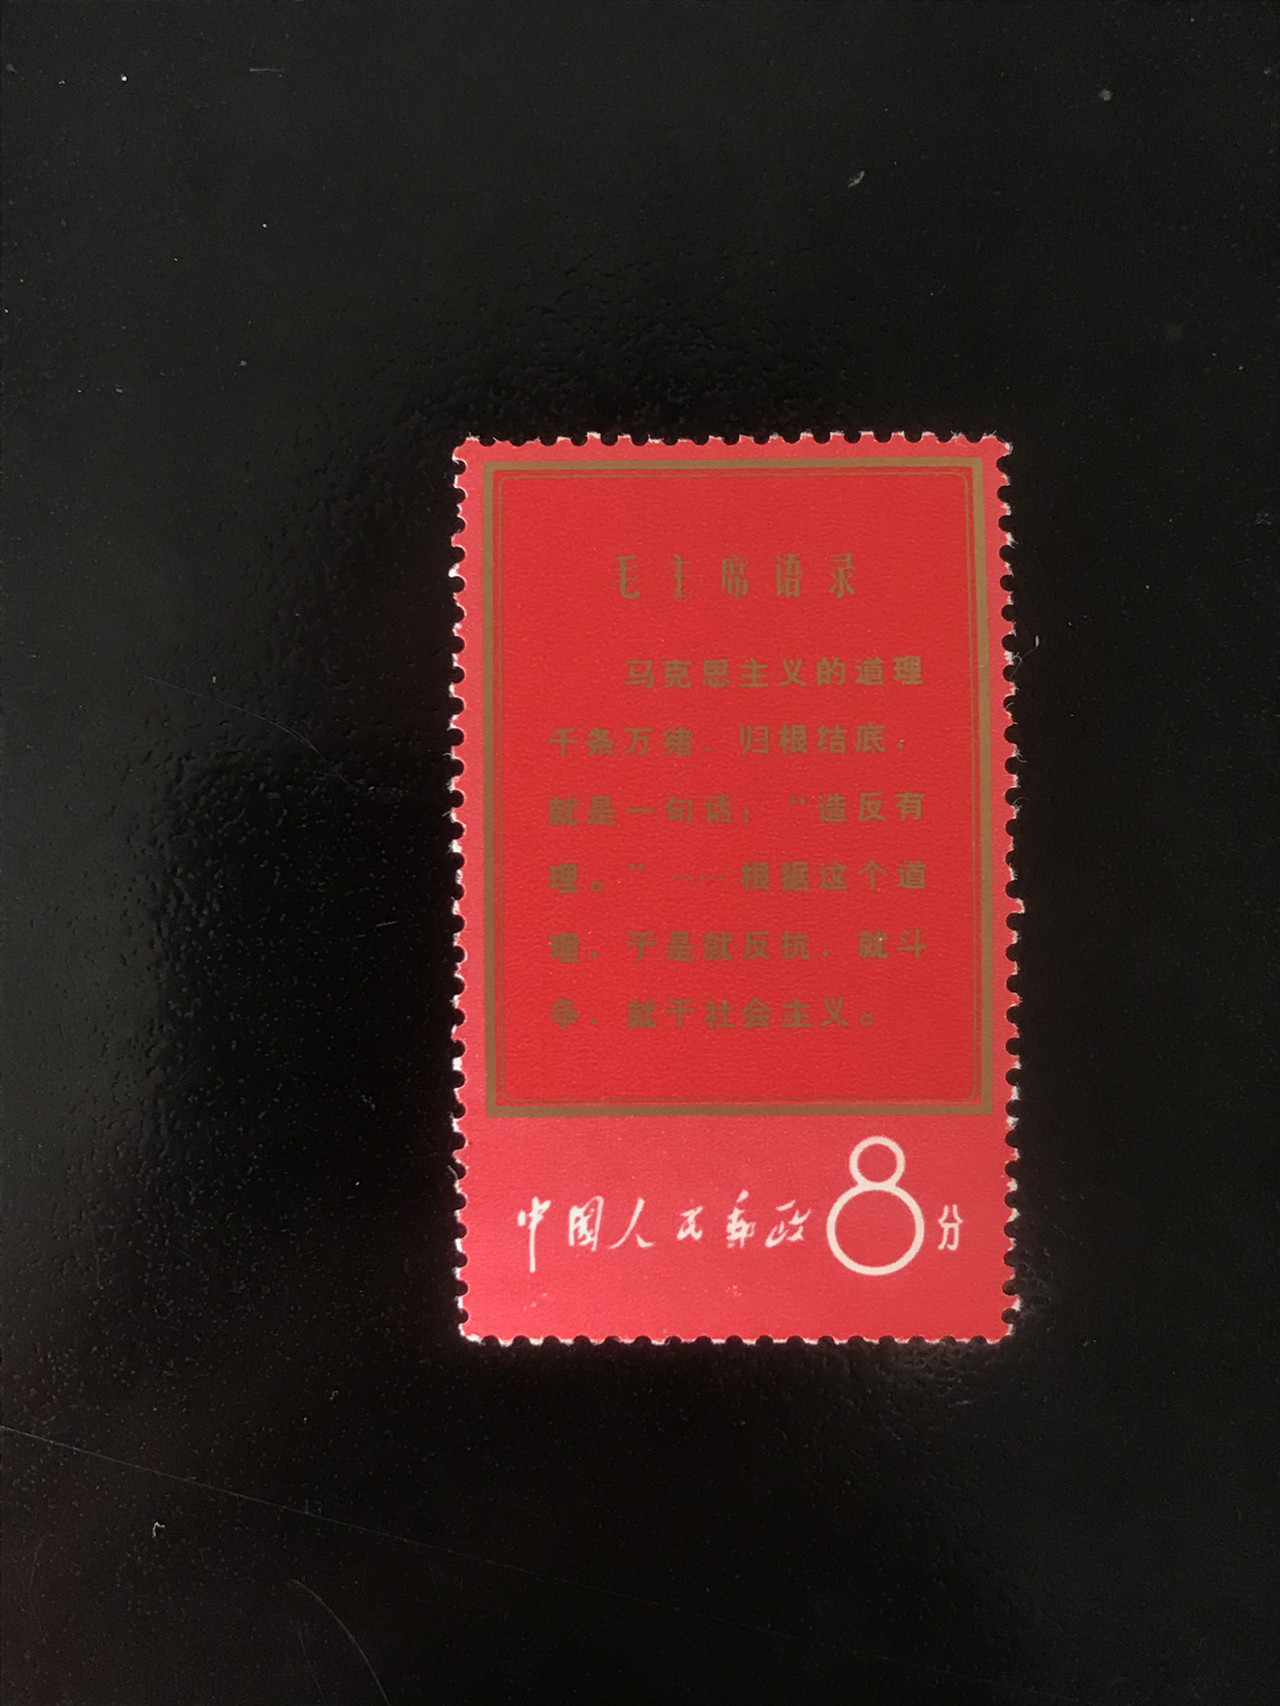 毛主席语录
马克思主义的道理
千条万绪,归根结底,
就是一句话:“造反有
理。”……根据这个道
理,于是就反抗,就斗
争,就干社会主义。
中国人民邮政8分